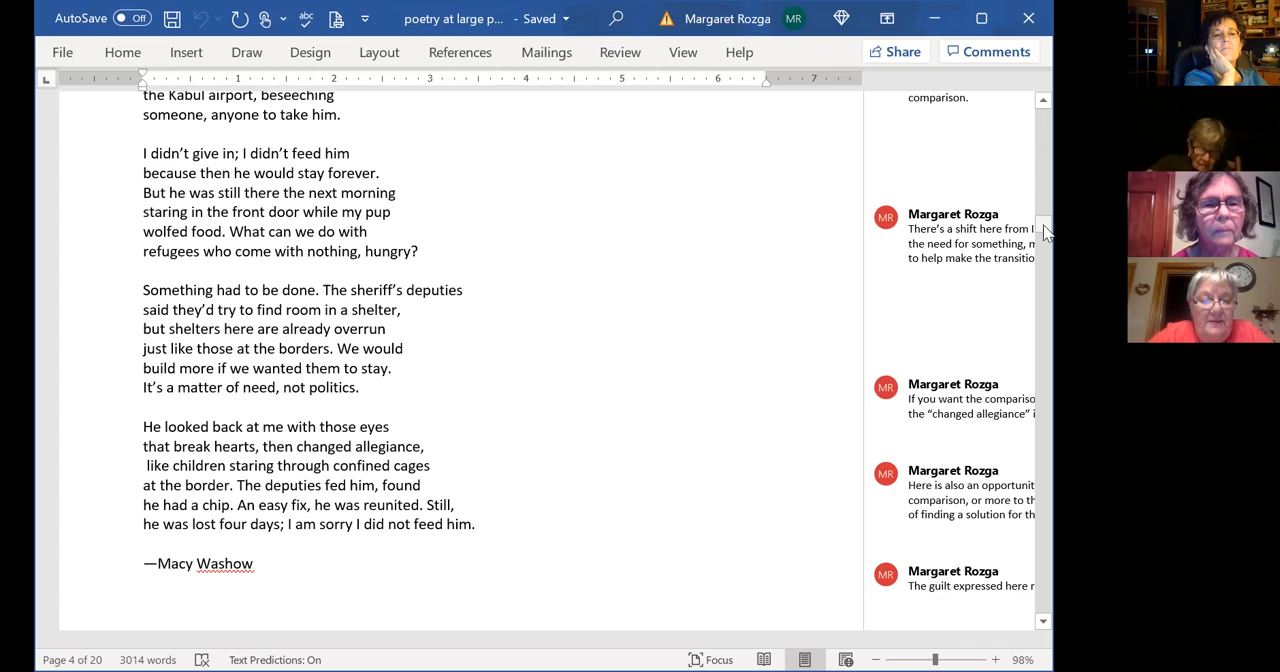 AutoSave Off abc poetry at large p... - Saved Margaret Rozga MR
File Home Insert Draw Design Layout References Mailings Review View Help Share Comments
L 1 2 3 4 5 6 7
the Kabul airport, beseeching
someone, anyone to take him.
I didn't give in; I didn't feed him
because then he would stay forever.
But he was still there the next morning
staring in the front door while my pup
wolfed food. What can we do with
refugees who come with nothing, hungry?
Something had to be done. The sheriff's deputies
said they'd try to find room in a shelter,
but shelters here are already overrun
just like those at the borders. We would
build more if we wanted them to stay.
It's a matter of need, not politics.
He looked back at me with those eyes
that break hearts, then changed allegiance,
like children staring through confined cages
at the border. The deputies fed him, found
he had a chip. An easy fix, he was reunited. Still,
he was lost four days; I am sorry I did not feed him.
—Macy Washow
comparison.
MR Margaret Rozga
There's a shift here from I
the need for something, m
to help make the transitio
MR Margaret Rozga
If you want the compariso
the "changed allegiance" i
MR Margaret Rozga
Here is also an opportunit
comparison, or more to th
of finding a solution for th
MR Margaret Rozga
The guilt expressed here r
Page 4 of 20 3014 words Text Predictions: On Focus 98%